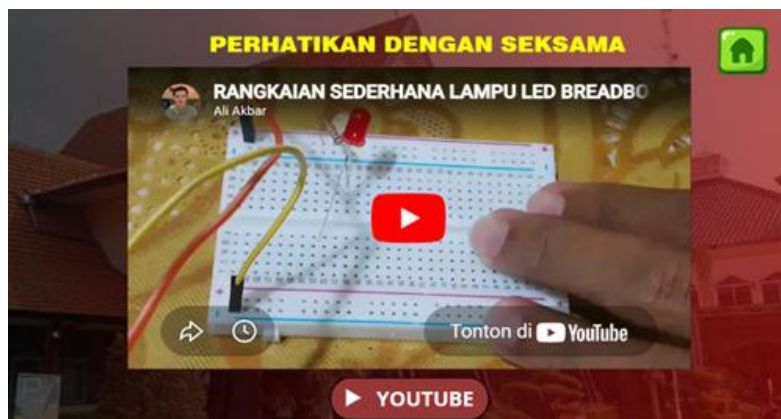 PERHATIKAN DENGAN SEKSAMA
RANGKAIAN SEDERHANA LAMPU LED BREADBO
Ali Akbar
Tonton di YouTube
YOUTUBE